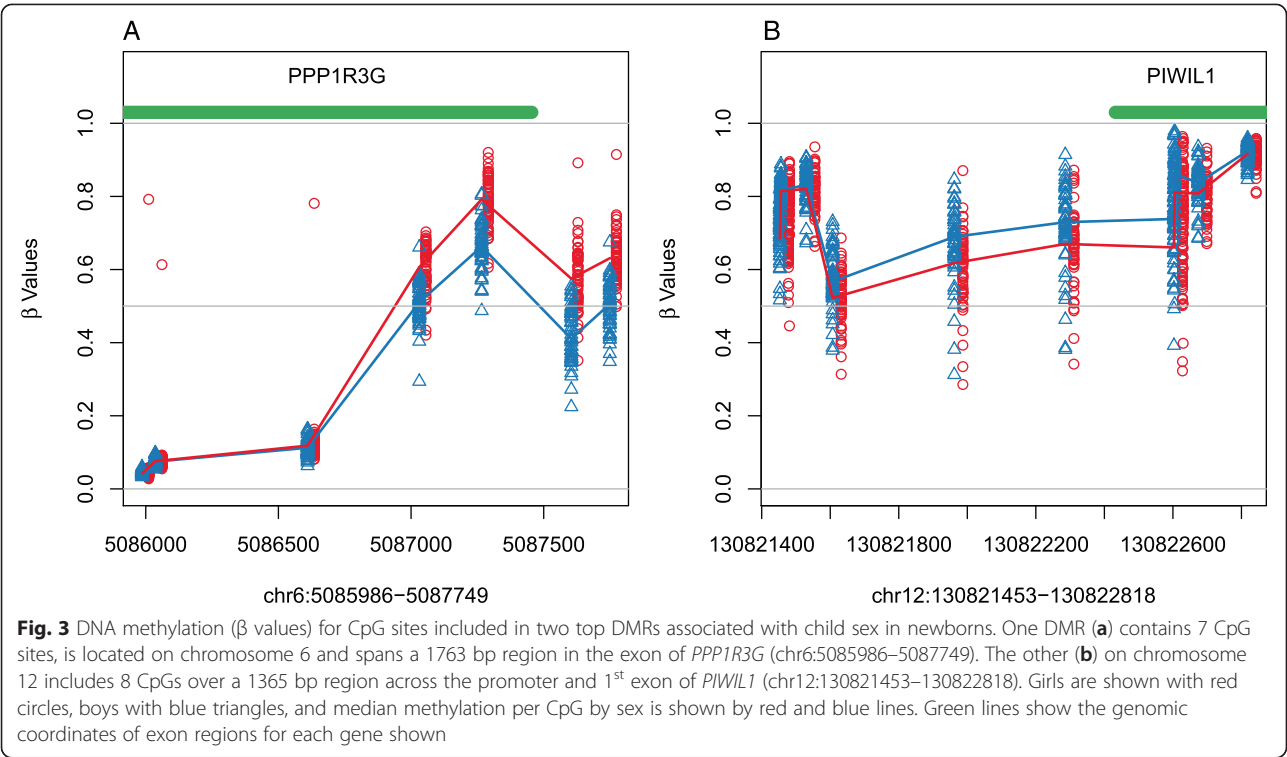 A
PPP1R3G
β Values
1.0
0.8
0.6
0.4
0.2
0.0
5086000 5086500 5087000 5087500
chr6:5085986−5087749
B
PIWIL1
β Values
1.0
0.8
0.6
0.4
0.2
0.0
130821400 130821800 130822200 130822600
chr12:130821453−130822818
Fig. 3 DNA methylation (β values) for CpG sites included in two top DMRs associated with child sex in newborns. One DMR (a) contains 7 CpG
sites, is located on chromosome 6 and spans a 1763 bp region in the exon of PPP1R3G (chr6:5085986–5087749). The other (b) on chromosome
12 includes 8 CpGs over a 1365 bp region across the promoter and 1st exon of PIWIL1 (chr12:130821453–130822818). Girls are shown with red
circles, boys with blue triangles, and median methylation per CpG by sex is shown by red and blue lines. Green lines show the genomic
coordinates of exon regions for each gene shown